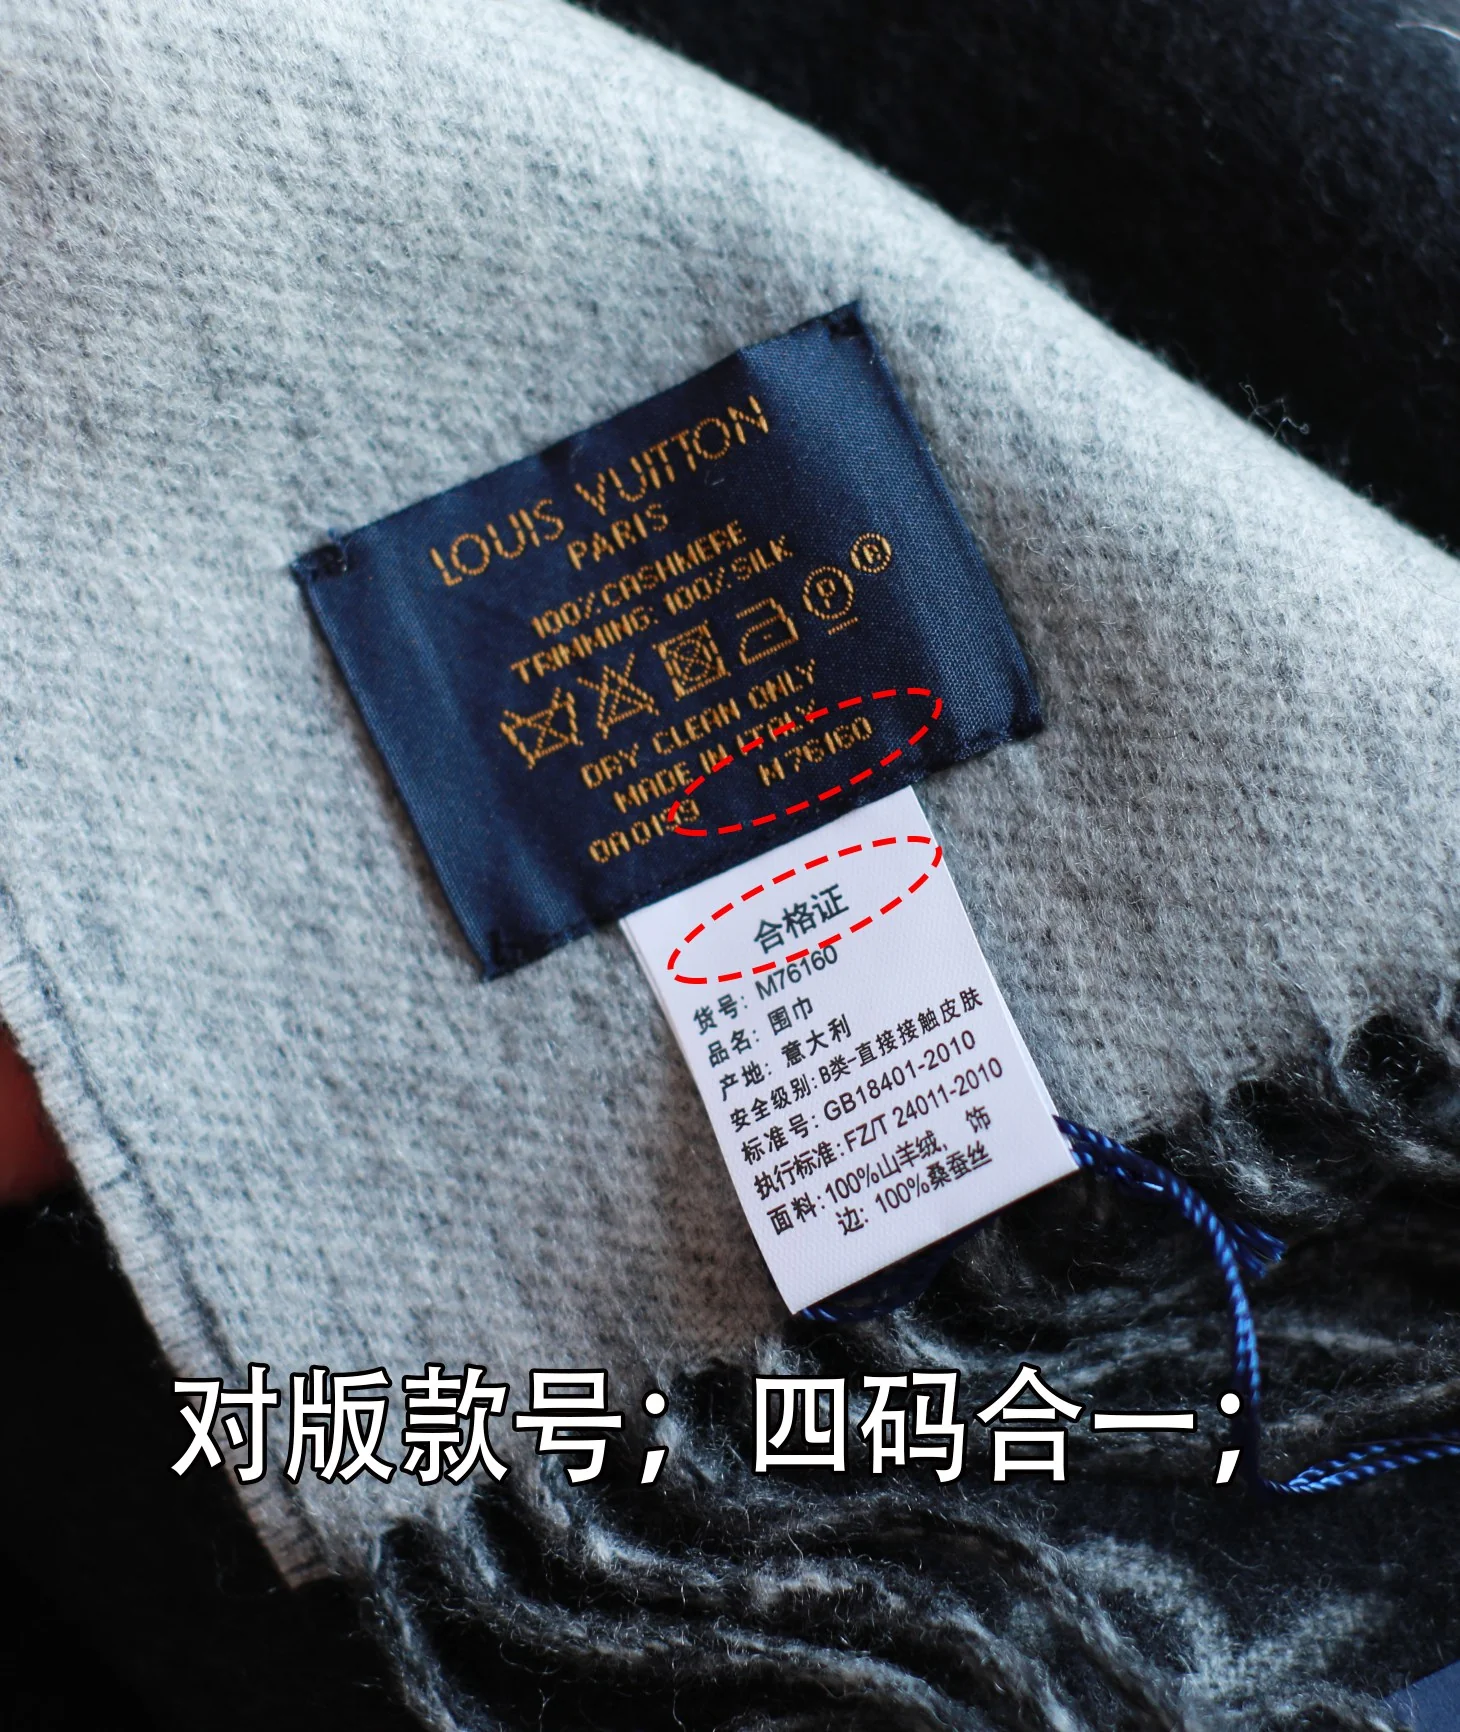 LOUIS VUITTON
PARIS
100% CASHMERE
TRIMMING: 100% SILK
P
R
DRY CLEAN ONLY
MADE IN ITALY
OA0199 M76160
合格证
货号: M76160
品名: 围巾
产地: 意大利
安全级别: B类-直接接触皮肤
标准号: GB18401-2010
执行标准: FZ/T 24011-2010
面料: 100%山羊绒, 饰
边: 100%桑蚕丝
对版款号；四码合一；